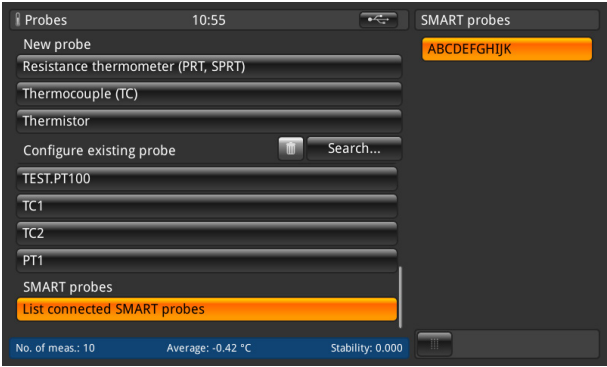 Probes 10:55
New probe
Resistance thermometer (PRT, SPRT)
Thermocouple (TC)
Thermistor
Configure existing probe Search...
TEST.PT100
TC1
TC2
PT1
SMART probes
List connected SMART probes
No. of meas.: 10 Average: -0.42 °C Stability: 0.000
SMART probes
ABCDEFGHIJK